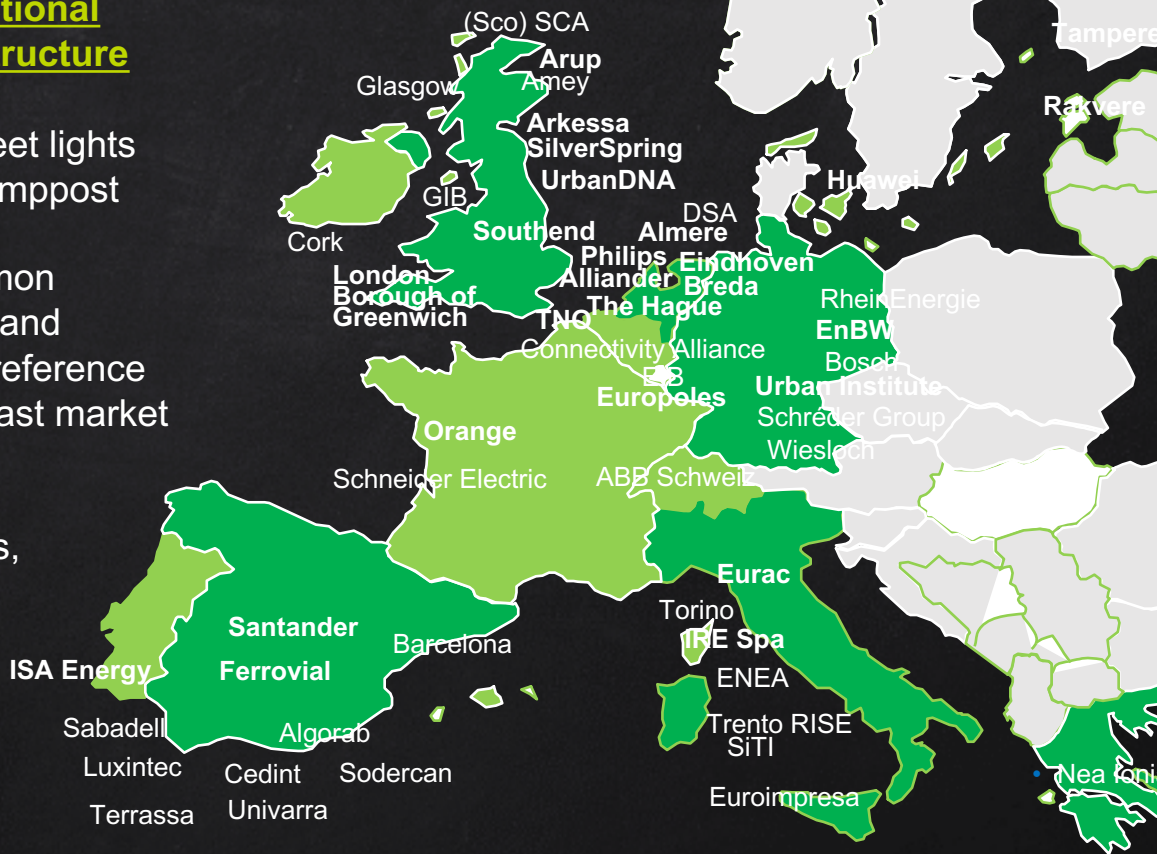 tional
ructure
eet lights
mppost
mon
and
eference
ast market
s,
(Sco) SCA
Arup
Amey
Glasgow
Arkessa
SilverSpring
UrbanDNA
GIB
Cork
Southend
London
Borough of
Greenwich
Tampere
Rakvere
Huawei
DSA
Almere
Philips
Eindhoven
Alliander
Breda
The Hague
TNO
RheinEnergie
EnBW
Connectivity Alliance
Bosch
EIB
Urban Institute
Europoles
Schréder Group
Wiesloch
Orange
Schneider Electric
ABB Schweiz
Eurac
Torino
IRE Spa
ENEA
Trento RISE
SiTI
Euroimpresa
Santander
Barcelona
ISA Energy
Ferrovial
Sabadell
Algorab
Luxintec
Cedint
Sodercan
Terrassa
Univarra
• Nea Ioni